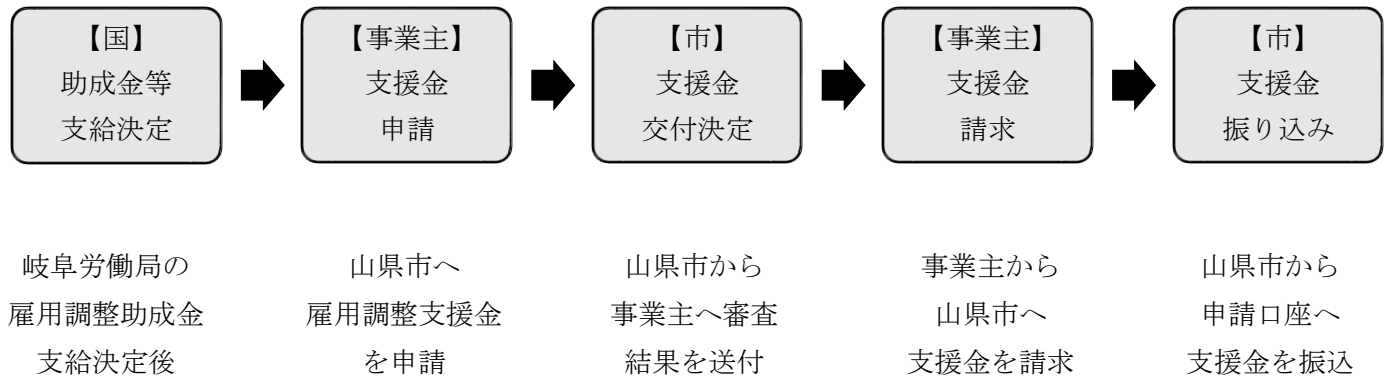 【国】
助成金等
支給決定
【事業主】
支援金
申請
【市】
支援金
交付決定
【事業主】
支援金
請求
【市】
支援金
振り込み
岐阜労働局の
雇用調整助成金
支給決定後
山県市へ
雇用調整支援金
を申請
山県市から
事業主へ審査
結果を送付
事業主から
山県市へ
支援金を請求
山県市から
申請口座へ
支援金を振込